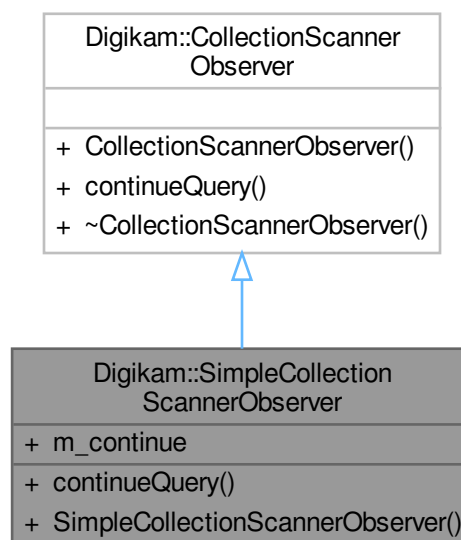 Digikam::CollectionScanner
Observer
+ CollectionScannerObserver()
+ continueQuery()
+ ~CollectionScannerObserver()
Digikam::SimpleCollection
ScannerObserver
+ m_continue
+ continueQuery()
+ SimpleCollectionScannerObserver()